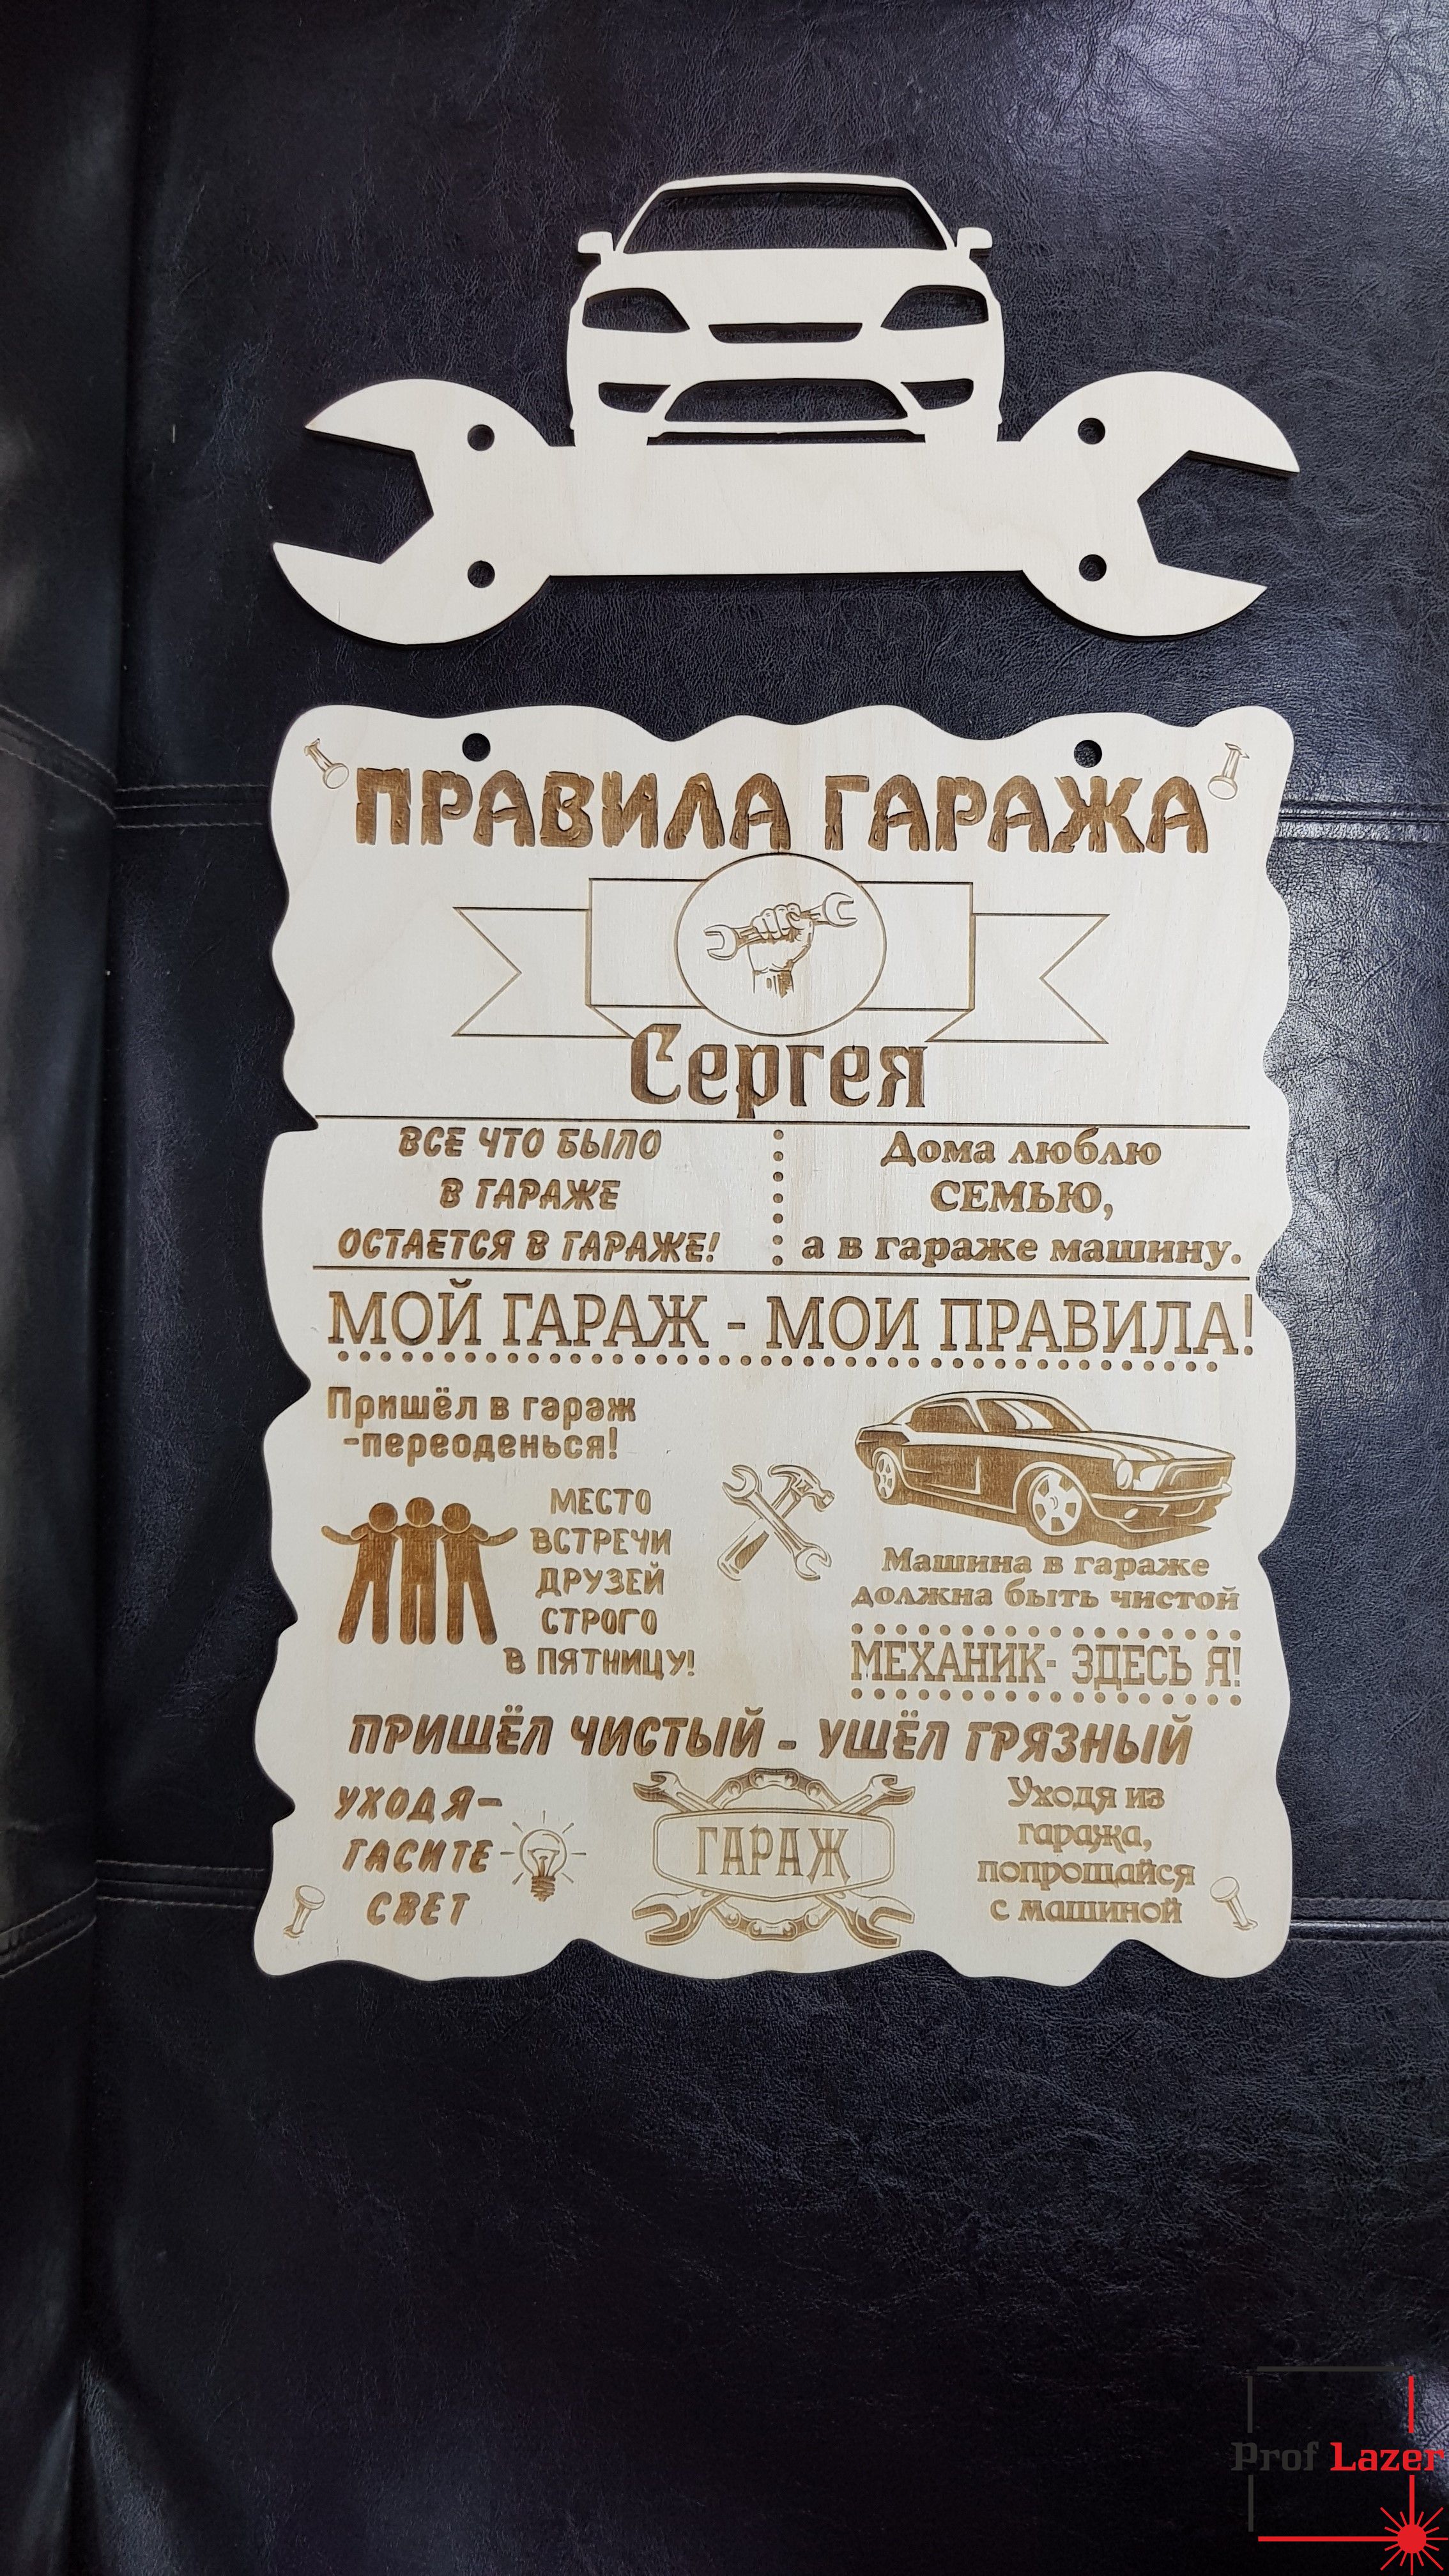 ПРАВИЛА ГАРАЖА
Сергея
ВСЕ ЧТО БЫЛО
В ГАРАЖЕ
ОСТАЕТСЯ В ГАРАЖЕ!
Дома люблю
СЕМЬЮ,
а в гараже машину.
МОЙ ГАРАЖ - МОИ ПРАВИЛА!
Пришёл в гараж
-переоденься!
МЕСТО
ВСТРЕЧИ
ДРУЗЕЙ
СТРОГО
В ПЯТНИЦУ!
Машина в гараже
должна быть чистой
МЕХАНИК- ЗДЕСЬ Я!
ПРИШЁЛ ЧИСТЫЙ - УШЁЛ ГРЯЗНЫЙ
УХОДЯ-
ГАСИТЕ
СВЕТ
ГАРАЖ
Уходя из
гаража,
попрощайся
с машиной
Prof Lazer